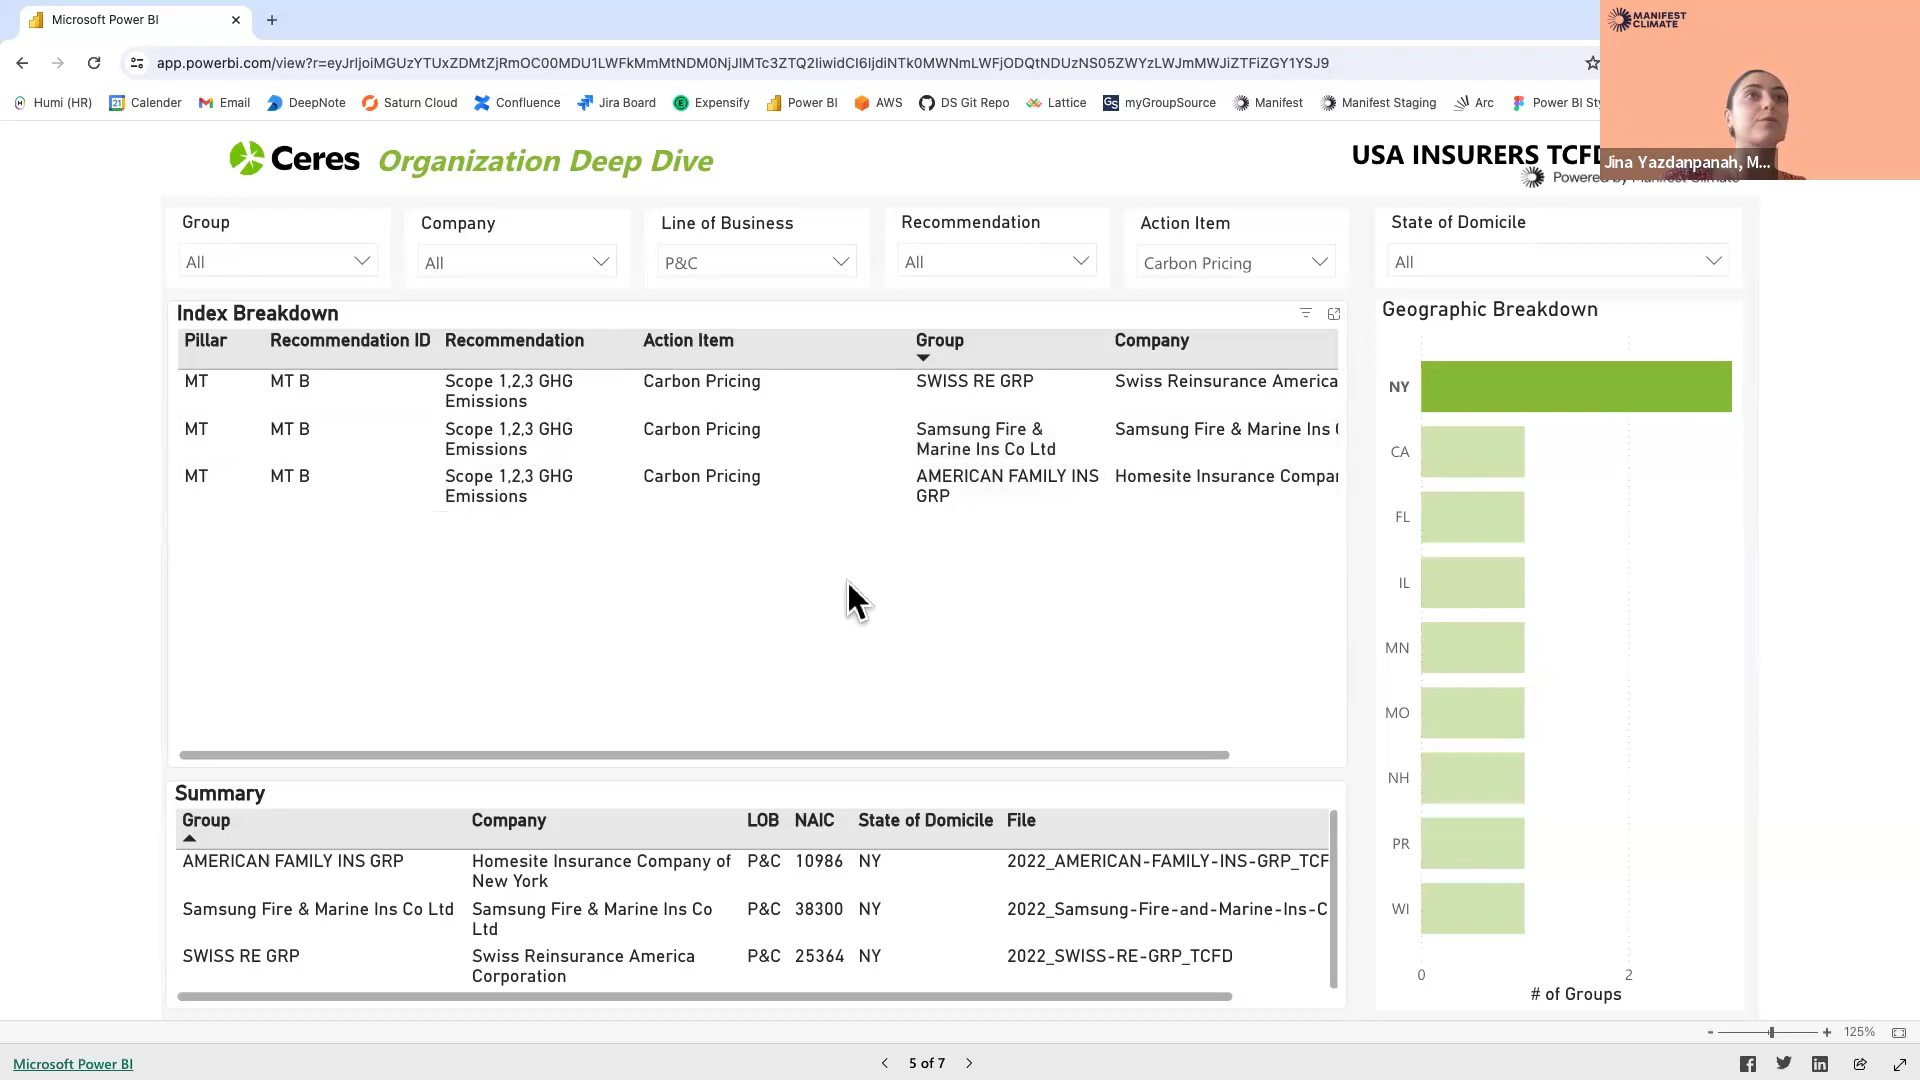 Microsoft Power BI
app.powerbi.com/view?r=eyJrIjoiMGUzYTUxZDMtZjRmOC00MDU1LWFkMmMtNDM0NjJlMTc3ZTQ2IiwidCI6IjdiNTk0MWNmLWFjODQtNDUzNS05ZWYzLWJmMWJiZTFiZGY1YSJ9
MANIFEST
CLIMATE
Humi (HR)
Calender
Email
DeepNote
Saturn Cloud
Confluence
Jira Board
Expensify
Power BI
AWS
DS Git Repo
Lattice
myGroupSource
Manifest
Manifest Staging
Arc
Power BI Sty
Ceres Organization Deep Dive
USA INSURERS TCFD
Powered by Manifest Climate
Jina Yazdanpanah, M...
Group
All
Company
All
Line of Business
P&C
Recommendation
All
Action Item
Carbon Pricing
State of Domicile
All
Index Breakdown
Pillar Recommendation ID Recommendation Action Item Group Company
MT MT B Scope 1,2,3 GHG Carbon Pricing SWISS RE GRP Swiss Reinsurance America
Emissions
MT MT B Scope 1,2,3 GHG Carbon Pricing Samsung Fire & Samsung Fire & Marine Ins
Emissions Marine Ins Co Ltd
MT MT B Scope 1,2,3 GHG Carbon Pricing AMERICAN FAMILY INS Homesite Insurance Compar
Emissions GRP
Summary
Group Company LOB NAIC State of Domicile File
AMERICAN FAMILY INS GRP Homesite Insurance Company of P&C 10986 NY 2022_AMERICAN-FAMILY-INS-GRP_TCF
New York
Samsung Fire & Marine Ins Co Ltd Samsung Fire & Marine Ins Co P&C 38300 NY 2022_Samsung-Fire-and-Marine-Ins-C
Ltd
SWISS RE GRP Swiss Reinsurance America P&C 25364 NY 2022_SWISS-RE-GRP_TCFD
Corporation
Geographic Breakdown
NY
CA
FL
IL
MN
MO
NH
PR
WI
0 2
# of Groups
- + 125%
Microsoft Power BI
5 of 7